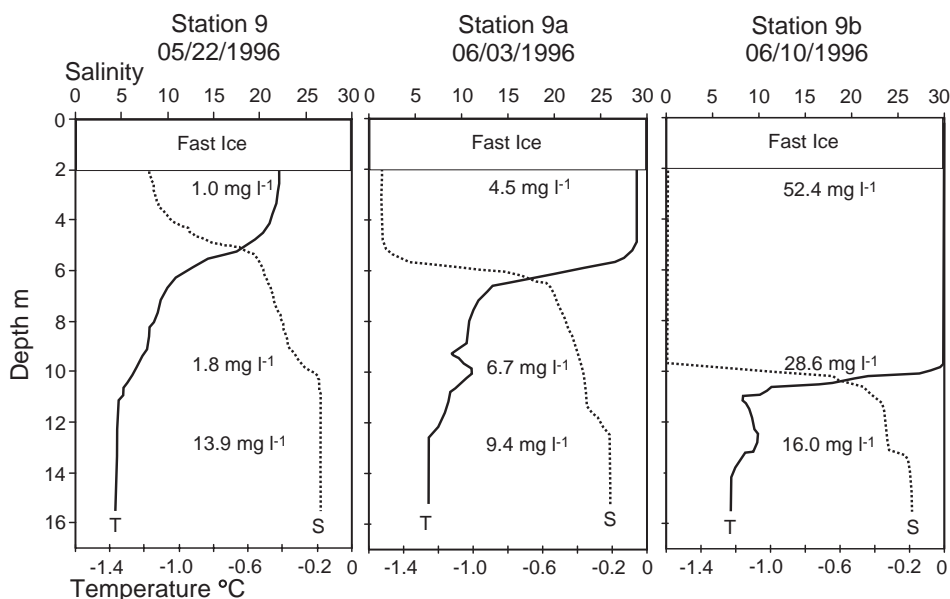 Station 9
05/22/1996
Station 9a
06/03/1996
Station 9b
06/10/1996
Salinity
0 5 10 15 20 25 30
0 5 10 15 20 25 30
0 5 10 15 20 25 30
Depth m
0
2
4
6
8
10
12
14
16
Fast Ice
1.0 mg l-1
1.8 mg l-1
13.9 mg l-1
T
S
Fast Ice
4.5 mg l-1
6.7 mg l-1
9.4 mg l-1
T
S
Fast Ice
52.4 mg l-1
28.6 mg l-1
16.0 mg l-1
T
S
-1.4 -1.0 -0.6 -0.2 0
-1.4 -1.0 -0.6 -0.2 0
-1.4 -1.0 -0.6 -0.2 0
Temperature °C